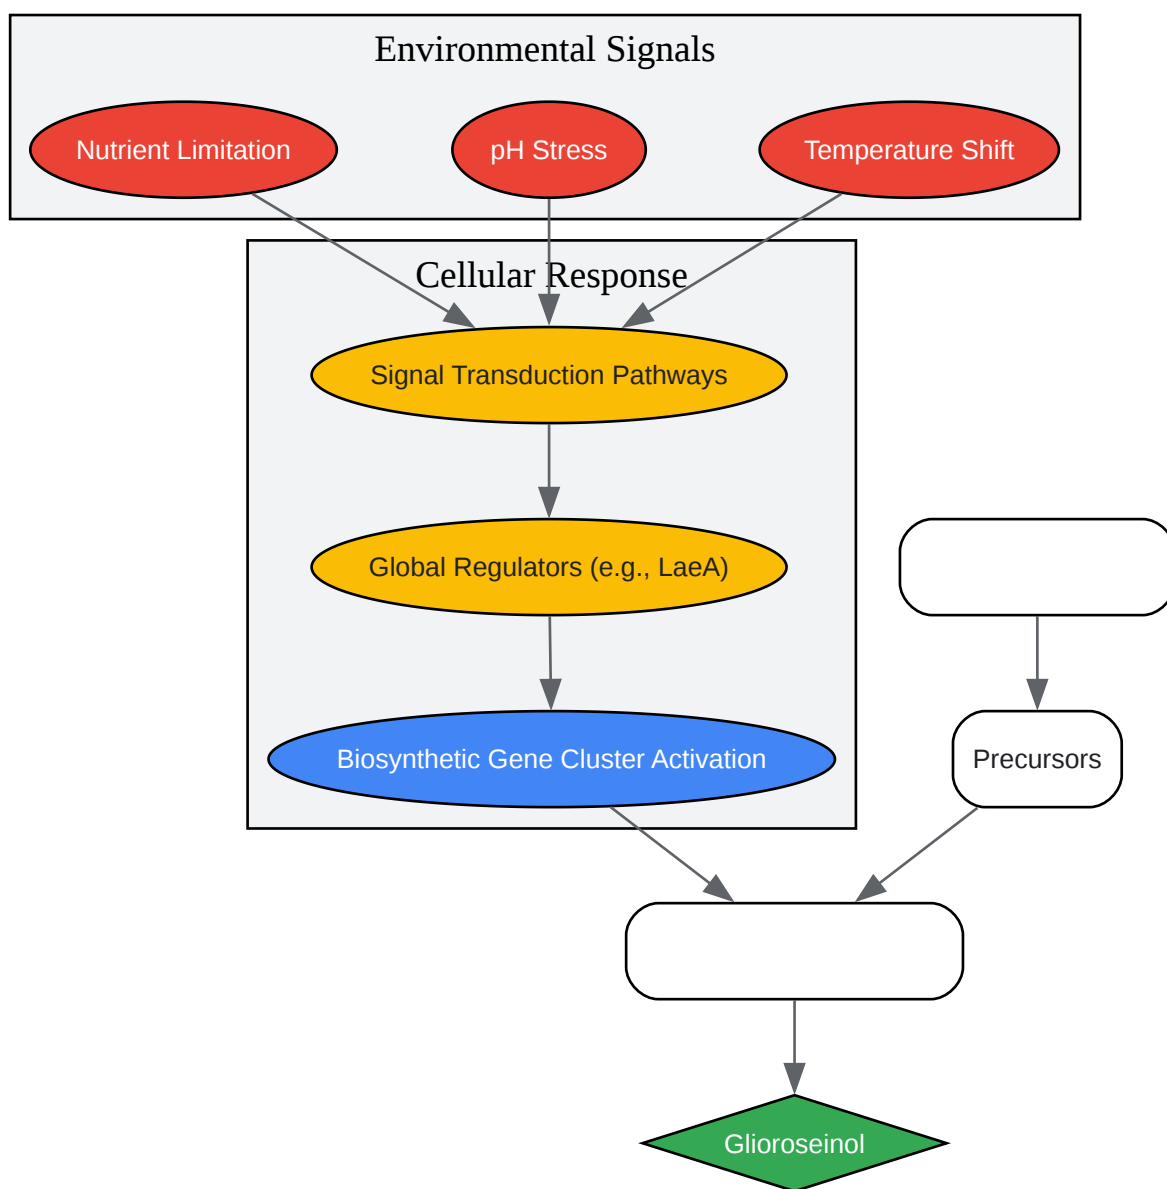 Environmental Signals
Nutrient Limitation
pH Stress
Temperature Shift
Cellular Response
Signal Transduction Pathways
Global Regulators (e.g., LaeA)
Biosynthetic Gene Cluster Activation
Precursors
Glioroseinol